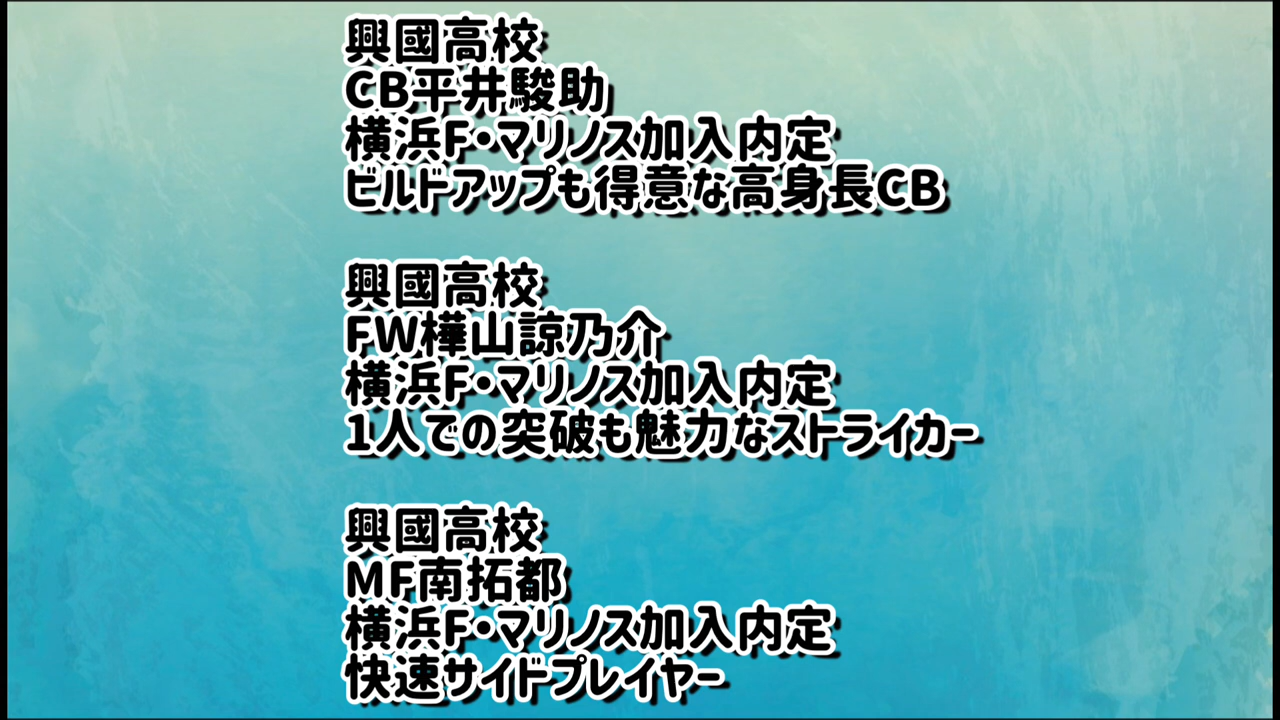 興國高校
CB平井駿助
横浜F・マリノス加入内定
ビルドアップも得意な高身長CB
興國高校
FW樺山諒乃介
横浜F・マリノス加入内定
1人での突破も魅力なストライカー
興國高校
MF南拓都
横浜F・マリノス加入内定
快速サイドプレイヤー